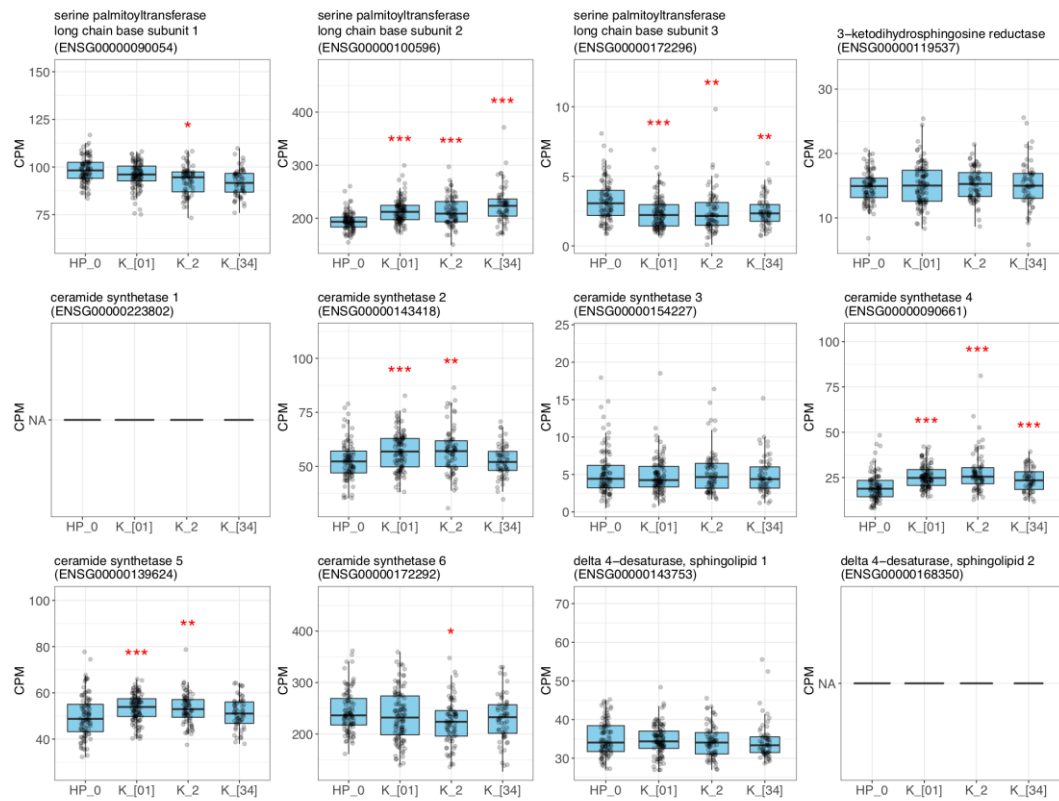 serine palmitoyltransferase
long chain base subunit 1
(ENSG00000090054)
CPM
150
125
100
75
*
HP_0 K_[01] K_2 K_[34]
serine palmitoyltransferase
long chain base subunit 2
(ENSG00000100596)
CPM
400
300
200
*** *** ***
HP_0 K_[01] K_2 K_[34]
serine palmitoyltransferase
long chain base subunit 3
(ENSG00000172296)
CPM
10
5
0
*** ** **
HP_0 K_[01] K_2 K_[34]
3-ketodihydrosphingosine reductase
(ENSG00000119537)
CPM
30
20
10
HP_0 K_[01] K_2 K_[34]
ceramide synthetase 1
(ENSG00000223802)
CPM
NA
HP_0 K_[01] K_2 K_[34]
ceramide synthetase 2
(ENSG00000143418)
CPM
100
75
50
*** **
HP_0 K_[01] K_2 K_[34]
ceramide synthetase 3
(ENSG00000154227)
CPM
25
20
15
10
5
0
HP_0 K_[01] K_2 K_[34]
ceramide synthetase 4
(ENSG00000090661)
CPM
100
75
50
25
*** *** ***
HP_0 K_[01] K_2 K_[34]
ceramide synthetase 5
(ENSG00000139624)
CPM
100
80
60
40
*** **
HP_0 K_[01] K_2 K_[34]
ceramide synthetase 6
(ENSG00000172292)
CPM
400
300
200
*
HP_0 K_[01] K_2 K_[34]
delta 4-desaturase, sphingolipid 1
(ENSG00000143753)
CPM
70
60
50
40
30
HP_0 K_[01] K_2 K_[34]
delta 4-desaturase, sphingolipid 2
(ENSG00000168350)
CPM
NA
HP_0 K_[01] K_2 K_[34]